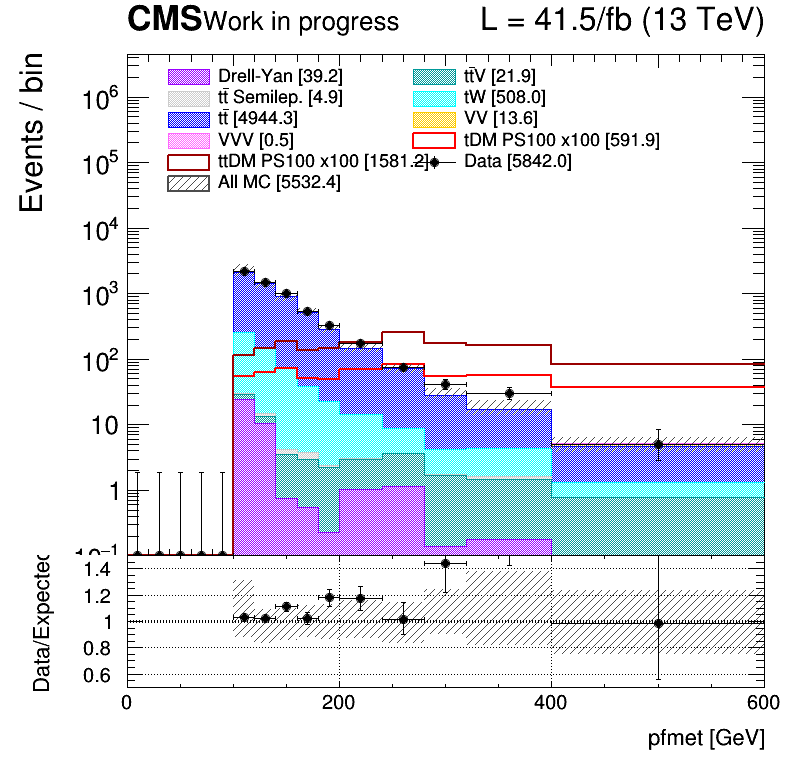 CMS Work in progress L = 41.5/fb (13 TeV)
Events / bin
Drell-Yan [39.2] tt̄V [21.9]
tt̄ Semilep. [4.9] tW [508.0]
tt̄ [4944.3] VV [13.6]
VVV [0.5] tDM PS100 x100 [591.9]
ttDM PS100 x100 [1581.2] Data [5842.0]
All MC [5532.4]
10⁶
10⁵
10⁴
10³
10²
10
1
10⁻¹
Data/Expected
1.4
1.2
1
0.8
0.6
0 200 400 600
pfmet [GeV]